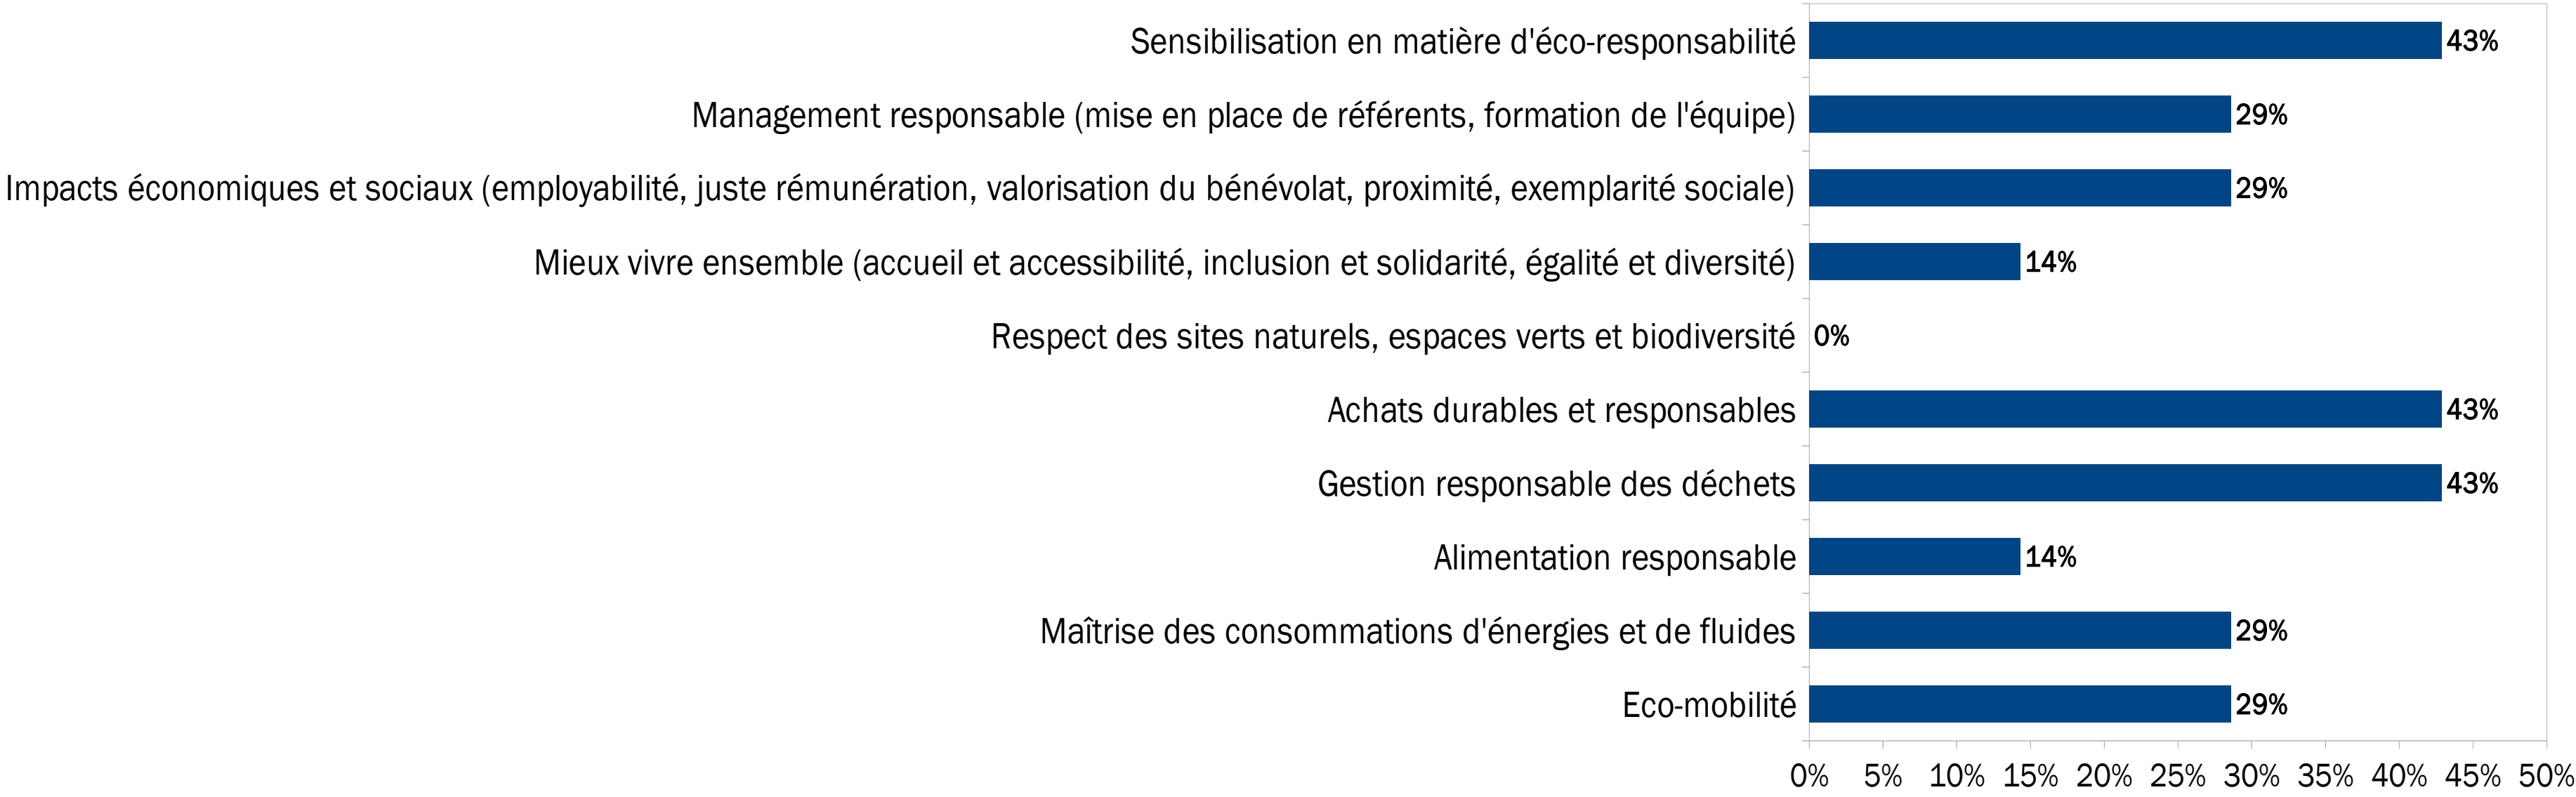 Sensibilisation en matière d'éco-responsabilité 43%
Management responsable (mise en place de référents, formation de l'équipe) 29%
Impacts économiques et sociaux (employabilité, juste rémunération, valorisation du bénévolat, proximité, exemplarité sociale) 29%
Mieux vivre ensemble (accueil et accessibilité, inclusion et solidarité, égalité et diversité) 14%
Respect des sites naturels, espaces verts et biodiversité 0%
Achats durables et responsables 43%
Gestion responsable des déchets 43%
Alimentation responsable 14%
Maîtrise des consommations d'énergies et de fluides 29%
Eco-mobilité 29%
0% 5% 10% 15% 20% 25% 30% 35% 40% 45% 50%